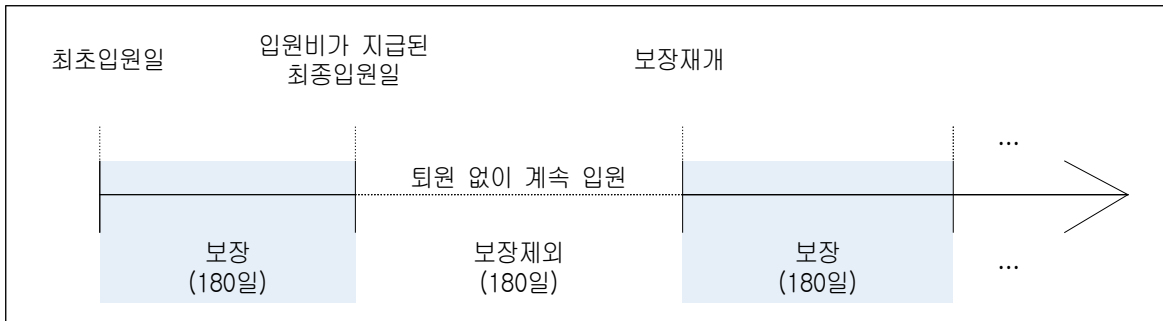 최초입원일
입원비가 지급된
최종입원일
보장재개
...
퇴원 없이 계속 입원
보장
(180일)
보장제외
(180일)
보장
(180일)
...